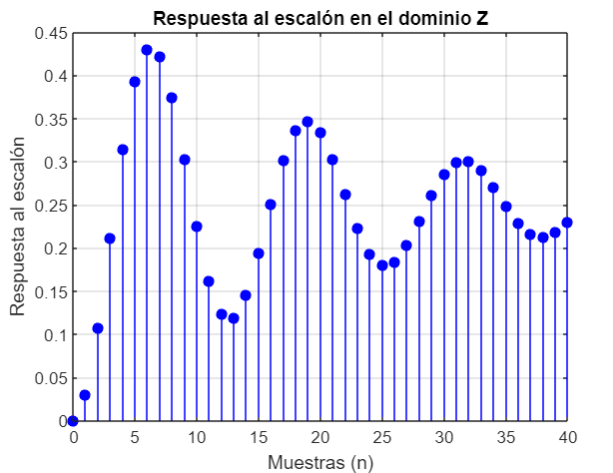 Respuesta al escalón en el dominio Z
0.45
0.4
0.35
0.3
0.25
0.2
0.15
0.1
0.05
0
Respuesta al escalón
0 5 10 15 20 25 30 35 40
Muestras (n)